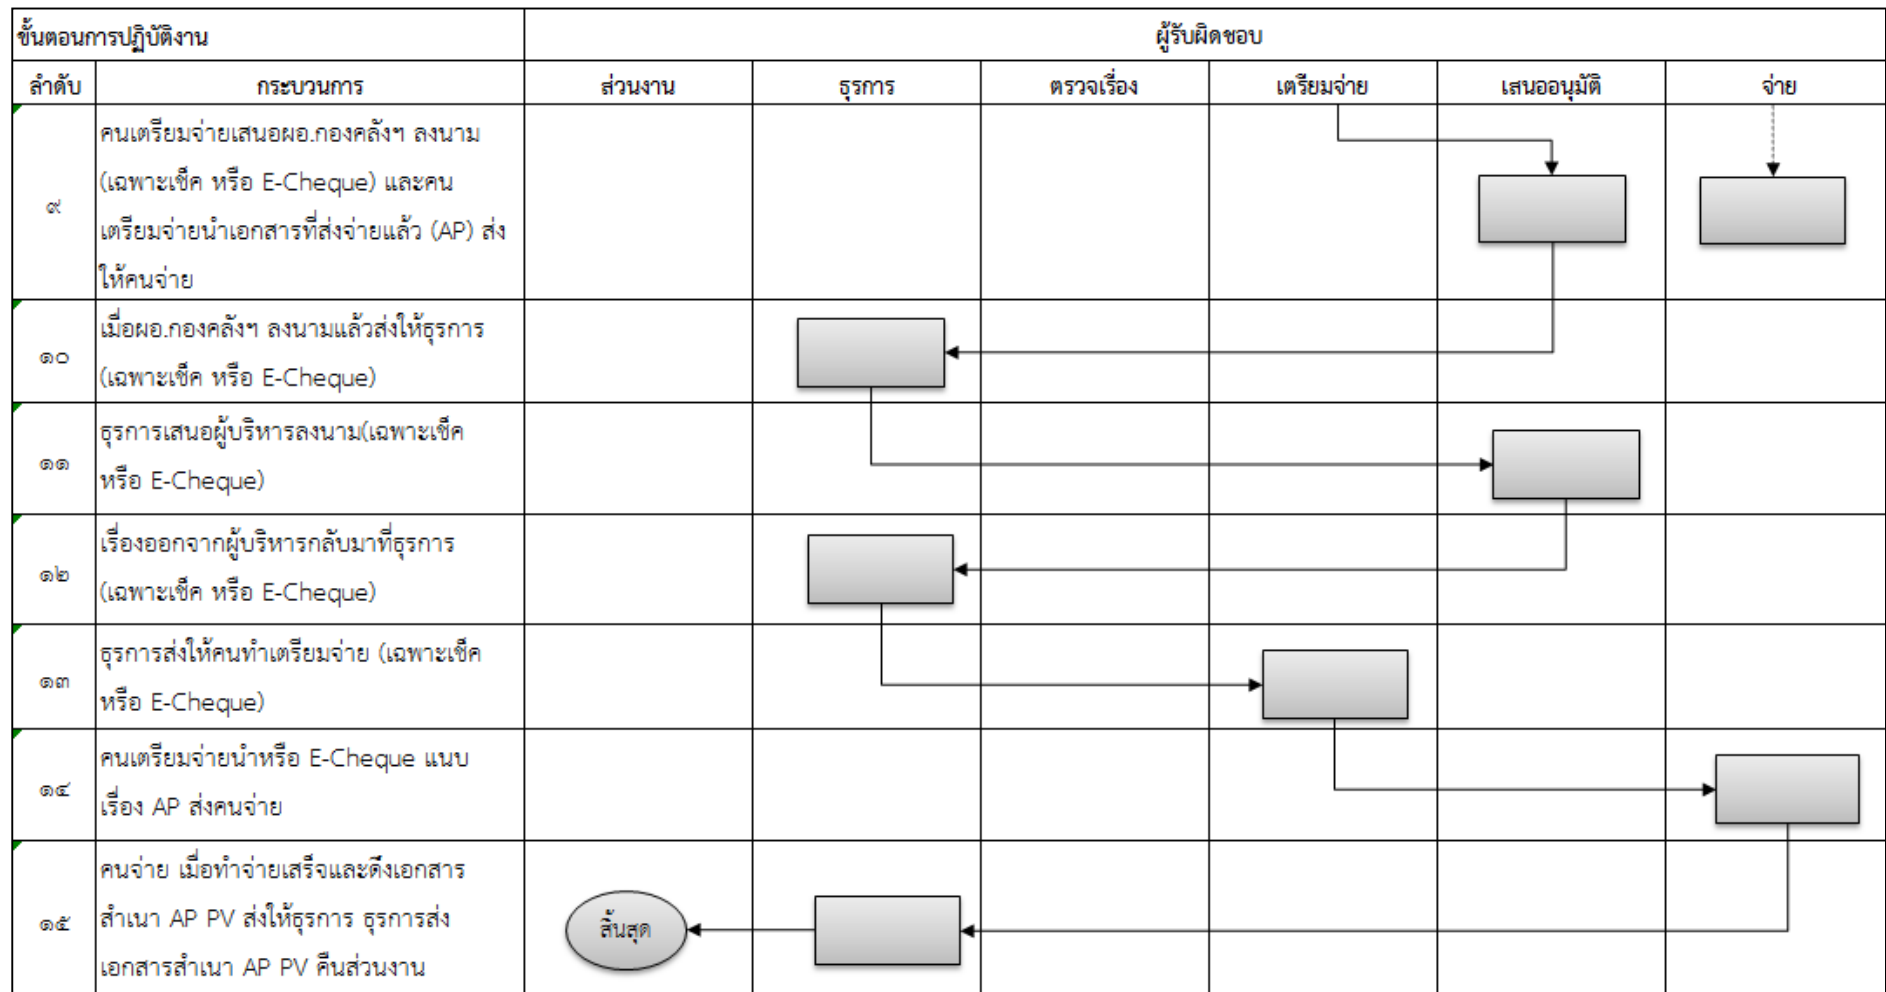 ขั้นตอนการปฏิบัติงาน
ผู้รับผิดชอบ
ลำดับ
กระบวนการ
ส่วนงาน
ธุรการ
ตรวจเรื่อง
เตรียมจ่าย
เสนออนุมัติ
จ่าย
๙
คนเตรียมจ่ายเสนอผอ.กองคลังฯ ลงนาม
(เฉพาะเช็ค หรือ E-Cheque) และคน
เตรียมจ่ายนำเอกสารที่ส่งจ่ายแล้ว (AP) ส่ง
ให้คนจ่าย
๑๐
เมื่อผอ.กองคลังฯ ลงนามแล้วส่งให้ธุรการ
(เฉพาะเช็ค หรือ E-Cheque)
๑๑
ธุรการเสนอผู้บริหารลงนาม(เฉพาะเช็ค
หรือ E-Cheque)
๑๒
เรื่องออกจากผู้บริหารกลับมาที่ธุรการ
(เฉพาะเช็ค หรือ E-Cheque)
๑๓
ธุรการส่งให้คนทำเตรียมจ่าย (เฉพาะเช็ค
หรือ E-Cheque)
๑๔
คนเตรียมจ่ายนำหรือ E-Cheque แนบ
เรื่อง AP ส่งคนจ่าย
๑๕
คนจ่าย เมื่อทำจ่ายเสร็จและดึงเอกสาร
สำเนา AP PV ส่งให้ธุรการ ธุรการส่ง
เอกสารสำเนา AP PV คืนส่วนงาน
สิ้นสุด